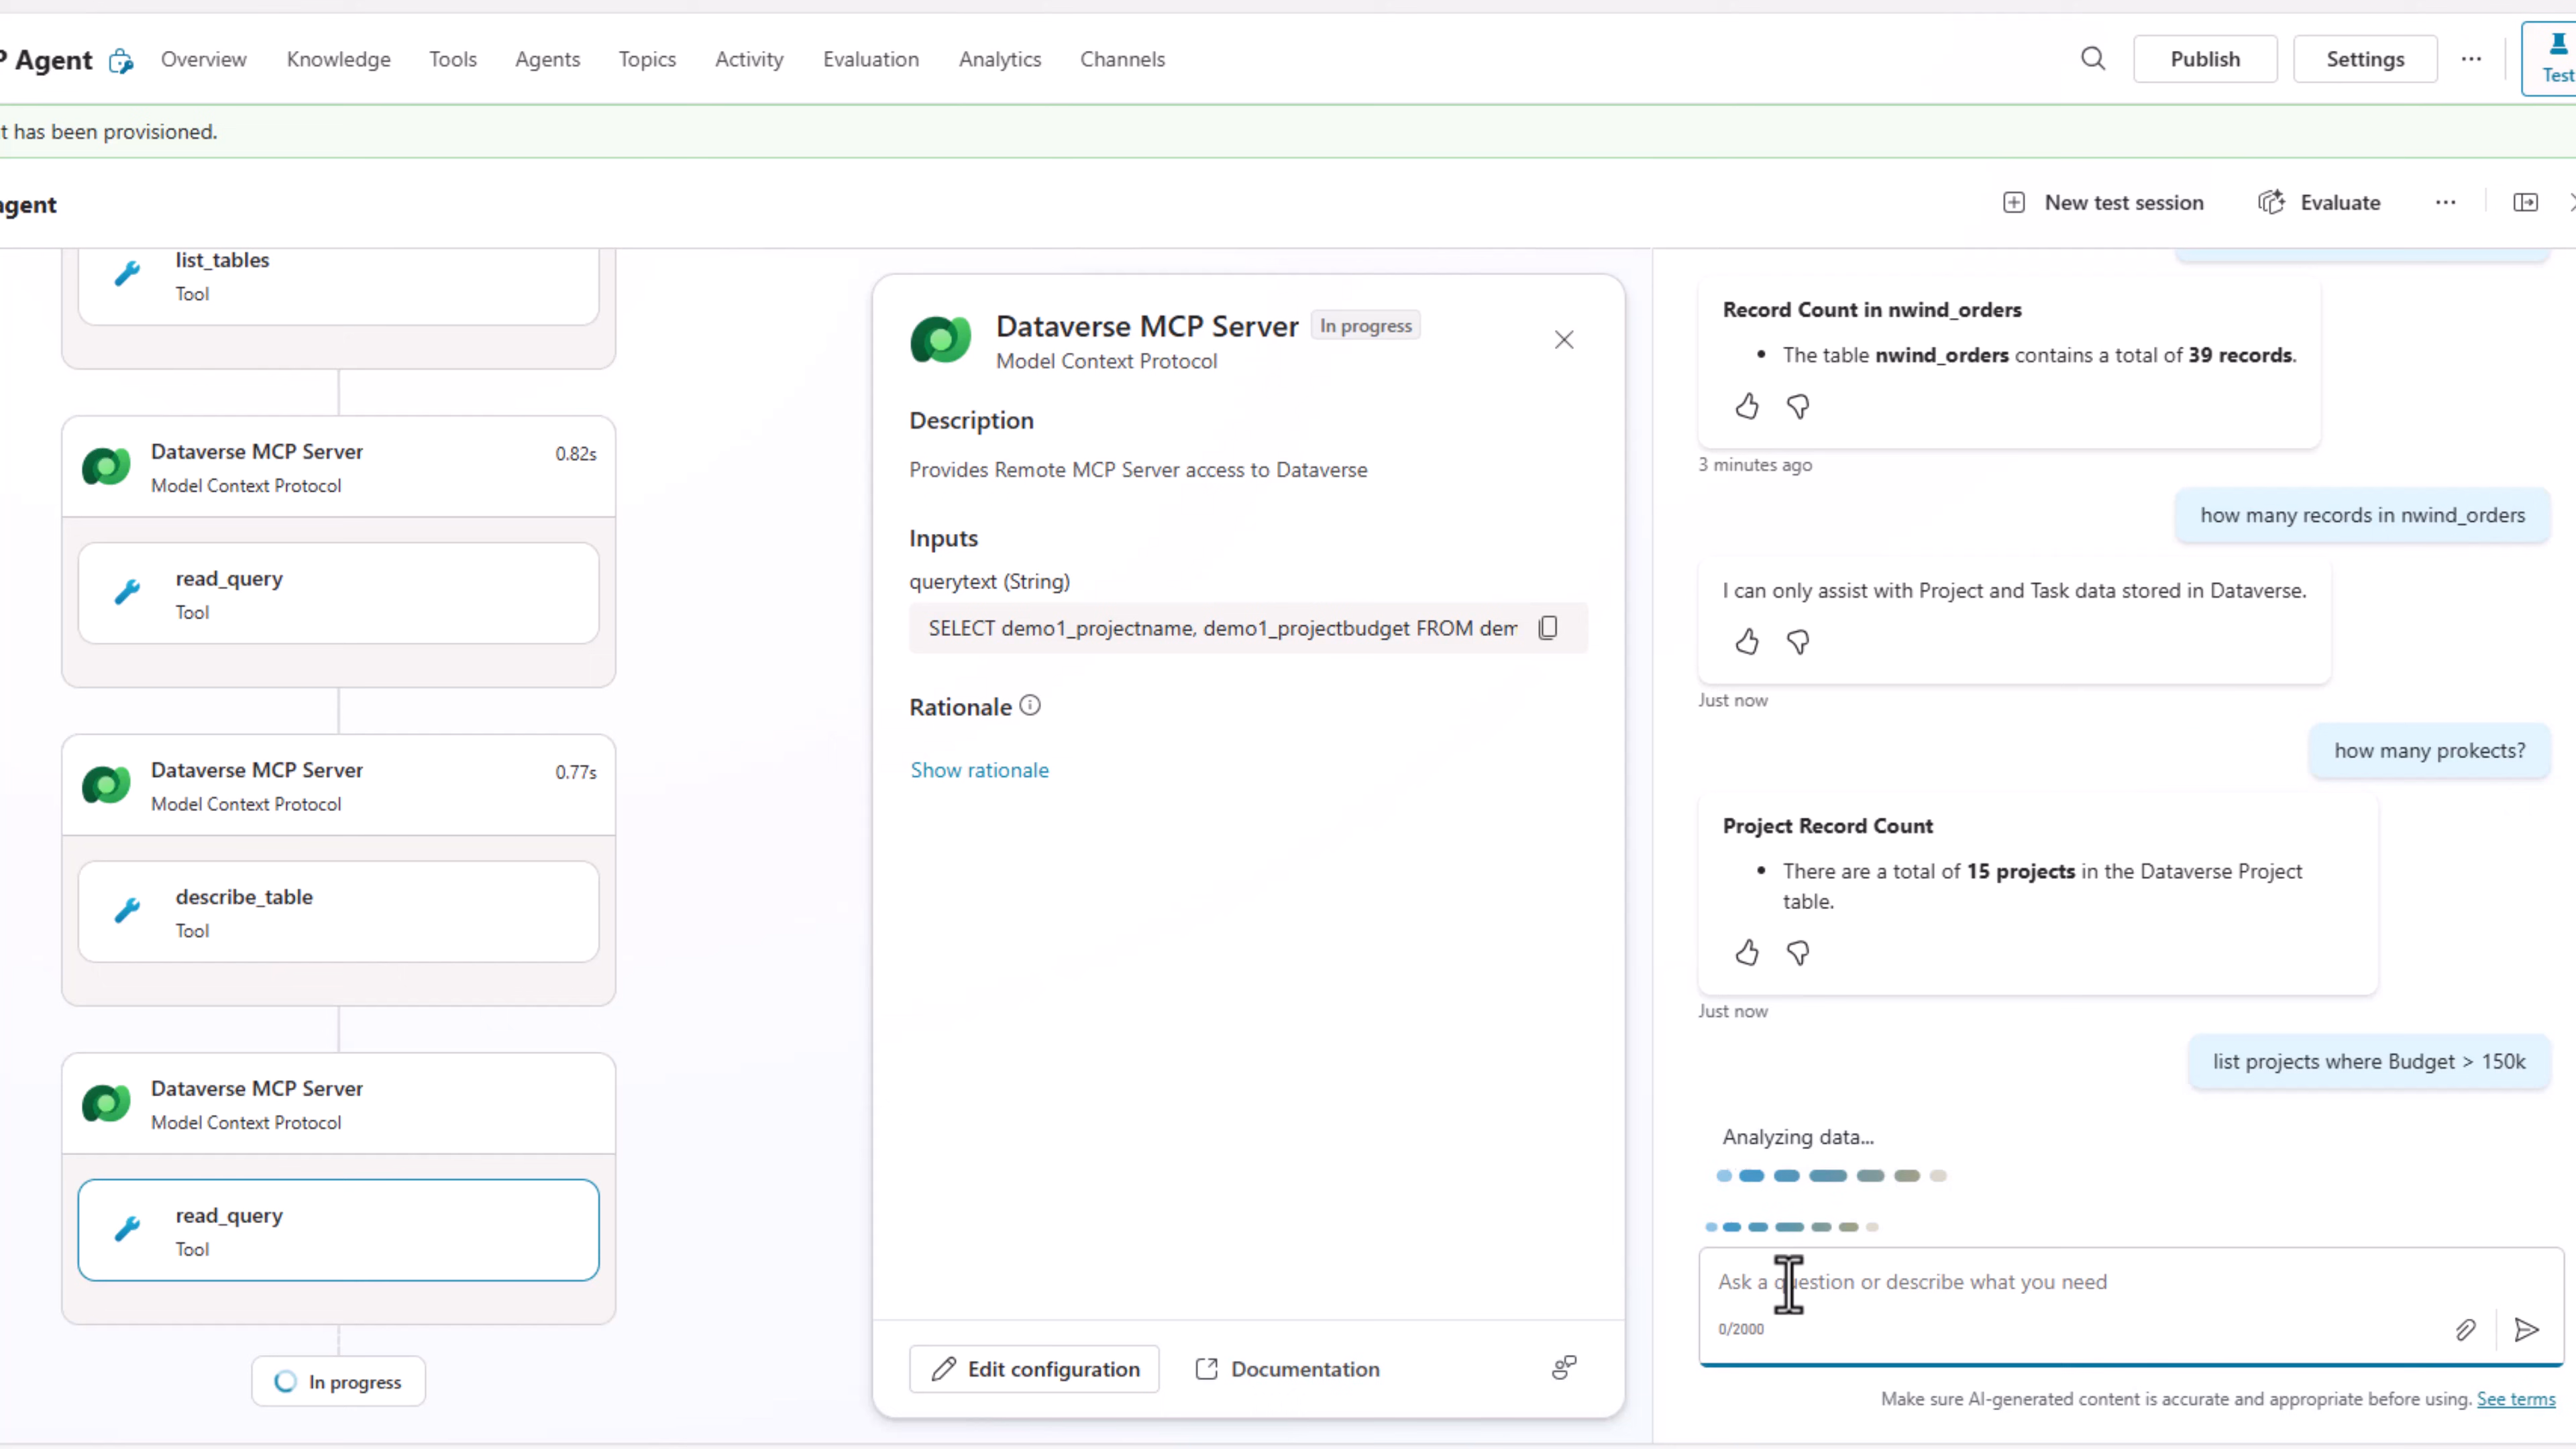 P Agent
Overview
Knowledge
Tools
Agents
Topics
Activity
Evaluation
Analytics
Channels
Publish
Settings
Test
t has been provisioned.
agent
New test session
Evaluate
list_tables
Tool
Dataverse MCP Server
0.82s
Model Context Protocol
read_query
Tool
Dataverse MCP Server
0.77s
Model Context Protocol
describe_table
Tool
Dataverse MCP Server
Model Context Protocol
read_query
Tool
In progress
Dataverse MCP Server
In progress
Model Context Protocol
Description
Provides Remote MCP Server access to Dataverse
Inputs
querytext (String)
SELECT demo1_projectname, demo1_projectbudget FROM dem
Rationale
Show rationale
Edit configuration
Documentation
Record Count in nwind_orders
• The table nwind_orders contains a total of 39 records.
3 minutes ago
how many records in nwind_orders
I can only assist with Project and Task data stored in Dataverse.
Just now
how many prokects?
Project Record Count
• There are a total of 15 projects in the Dataverse Project
table.
Just now
list projects where Budget > 150k
Analyzing data...
Ask a question or describe what you need
0/2000
Make sure AI-generated content is accurate and appropriate before using. See terms